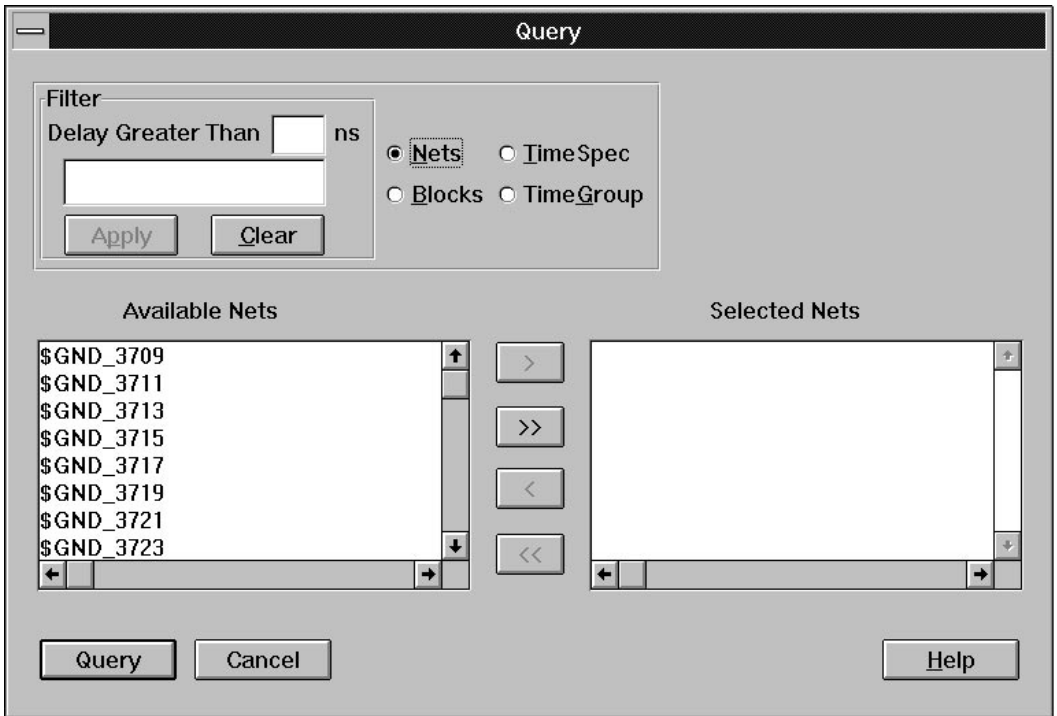 Query
Filter
Delay Greater Than ns
Nets TimeSpec
Blocks TimeGroup
Apply Clear
Available Nets Selected Nets
$GND_3709
$GND_3711
$GND_3713
$GND_3715
$GND_3717
$GND_3719
$GND_3721
$GND_3723
>
>>
<
<<
Query Cancel Help